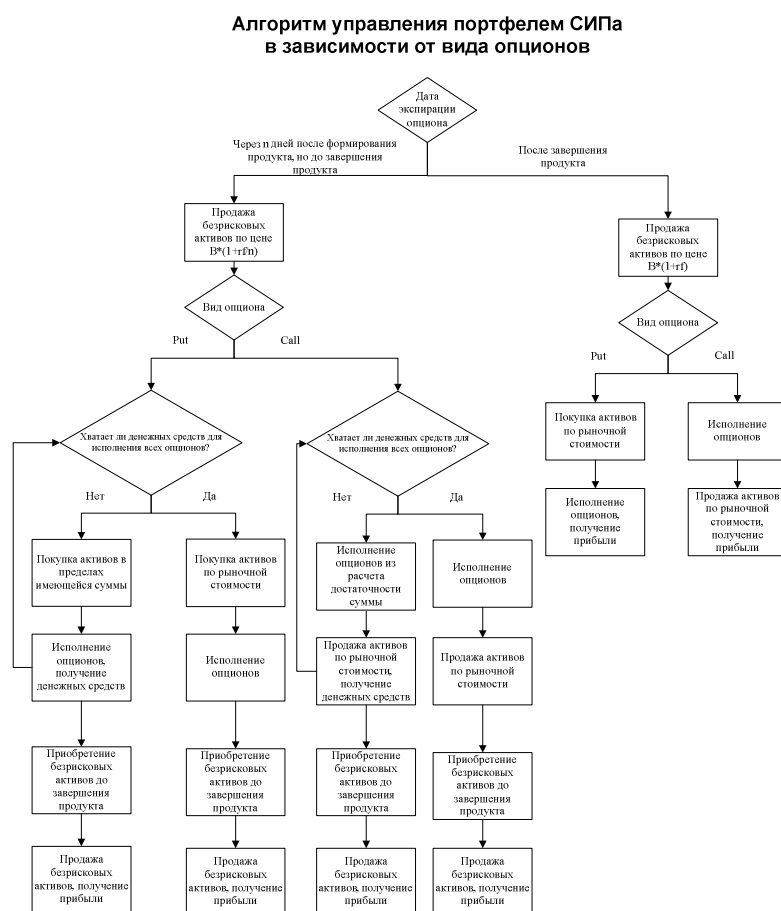 Алгоритм управления портфелем СИПа
в зависимости от вида опционов
Дата
экспирации
опциона
Через n дней после формирования
продукта, но до завершения
продукта
После завершения
продукта
Продажа
безрисковых
активов по цене
B*(1+rf/n)
Продажа
безрисковых
активов по цене
B*(1+rf)
Вид опциона
Вид опциона
Put
Call
Put
Call
Хватает ли денежных средств для
исполнения всех опционов?
Хватает ли денежных средств для
исполнения всех опционов?
Покупка активов
по рыночной
стоимости
Исполнение
опционов
Исполнение
опционов,
получение
прибыли
Продажа активов
по рыночной
стоимости,
получение
прибыли
Нет
Да
Нет
Да
Покупка активов в
пределах
имеющейся суммы
Покупка активов
по рыночной
стоимости
Исполнение
опционов из
расчета
достаточности
суммы
Исполнение
опционов
Исполнение
опционов,
получение
денежных средств
Исполнение
опционов
Продажа активов
по рыночной
стоимости,
получение
денежных средств
Продажа активов
по рыночной
стоимости
Приобретение
безрисковых
активов до
завершения
продукта
Приобретение
безрисковых
активов до
завершения
продукта
Приобретение
безрисковых
активов до
завершения
продукта
Приобретение
безрисковых
активов до
завершения
продукта
Продажа
безрисковых
активов, получение
прибыли
Продажа
безрисковых
активов, получение
прибыли
Продажа
безрисковых
активов, получение
прибыли
Продажа
безрисковых
активов, получение
прибыли